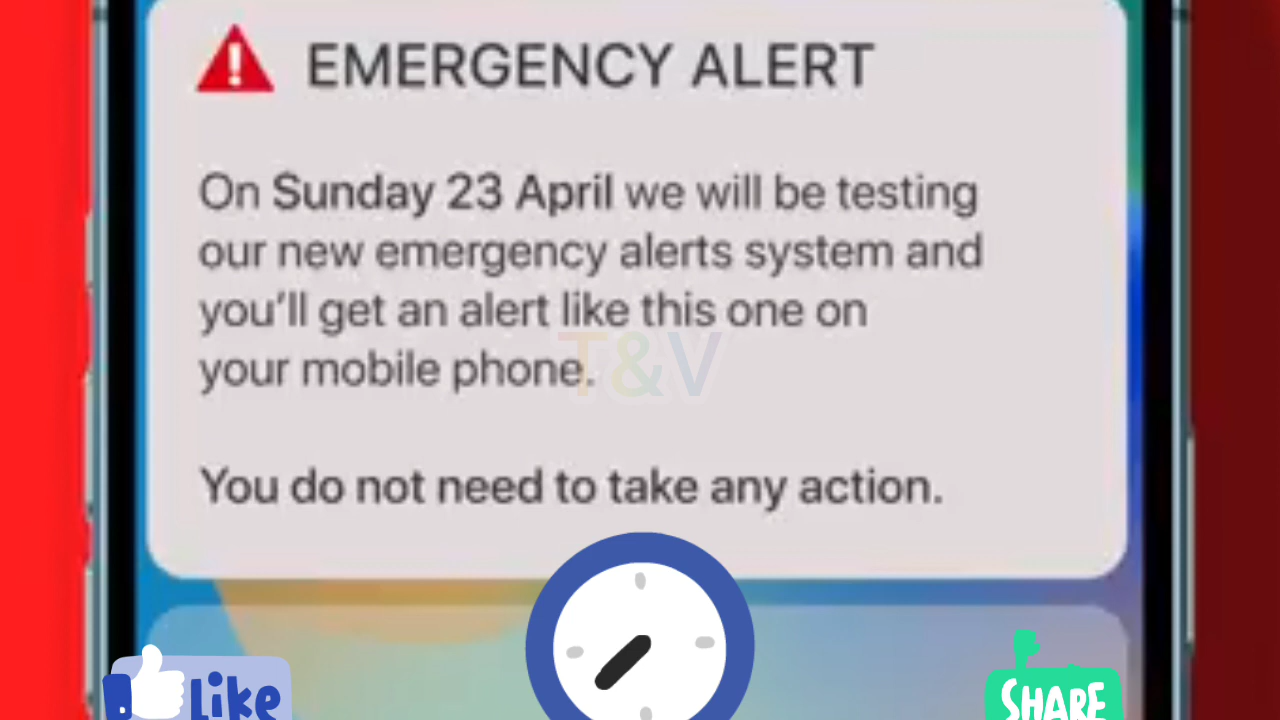 EMERGENCY ALERT
On Sunday 23 April we will be testing
our new emergency alerts system and
you'll get an alert like this one on
your mobile phone.
T&V
You do not need to take any action.
Like
SHARE